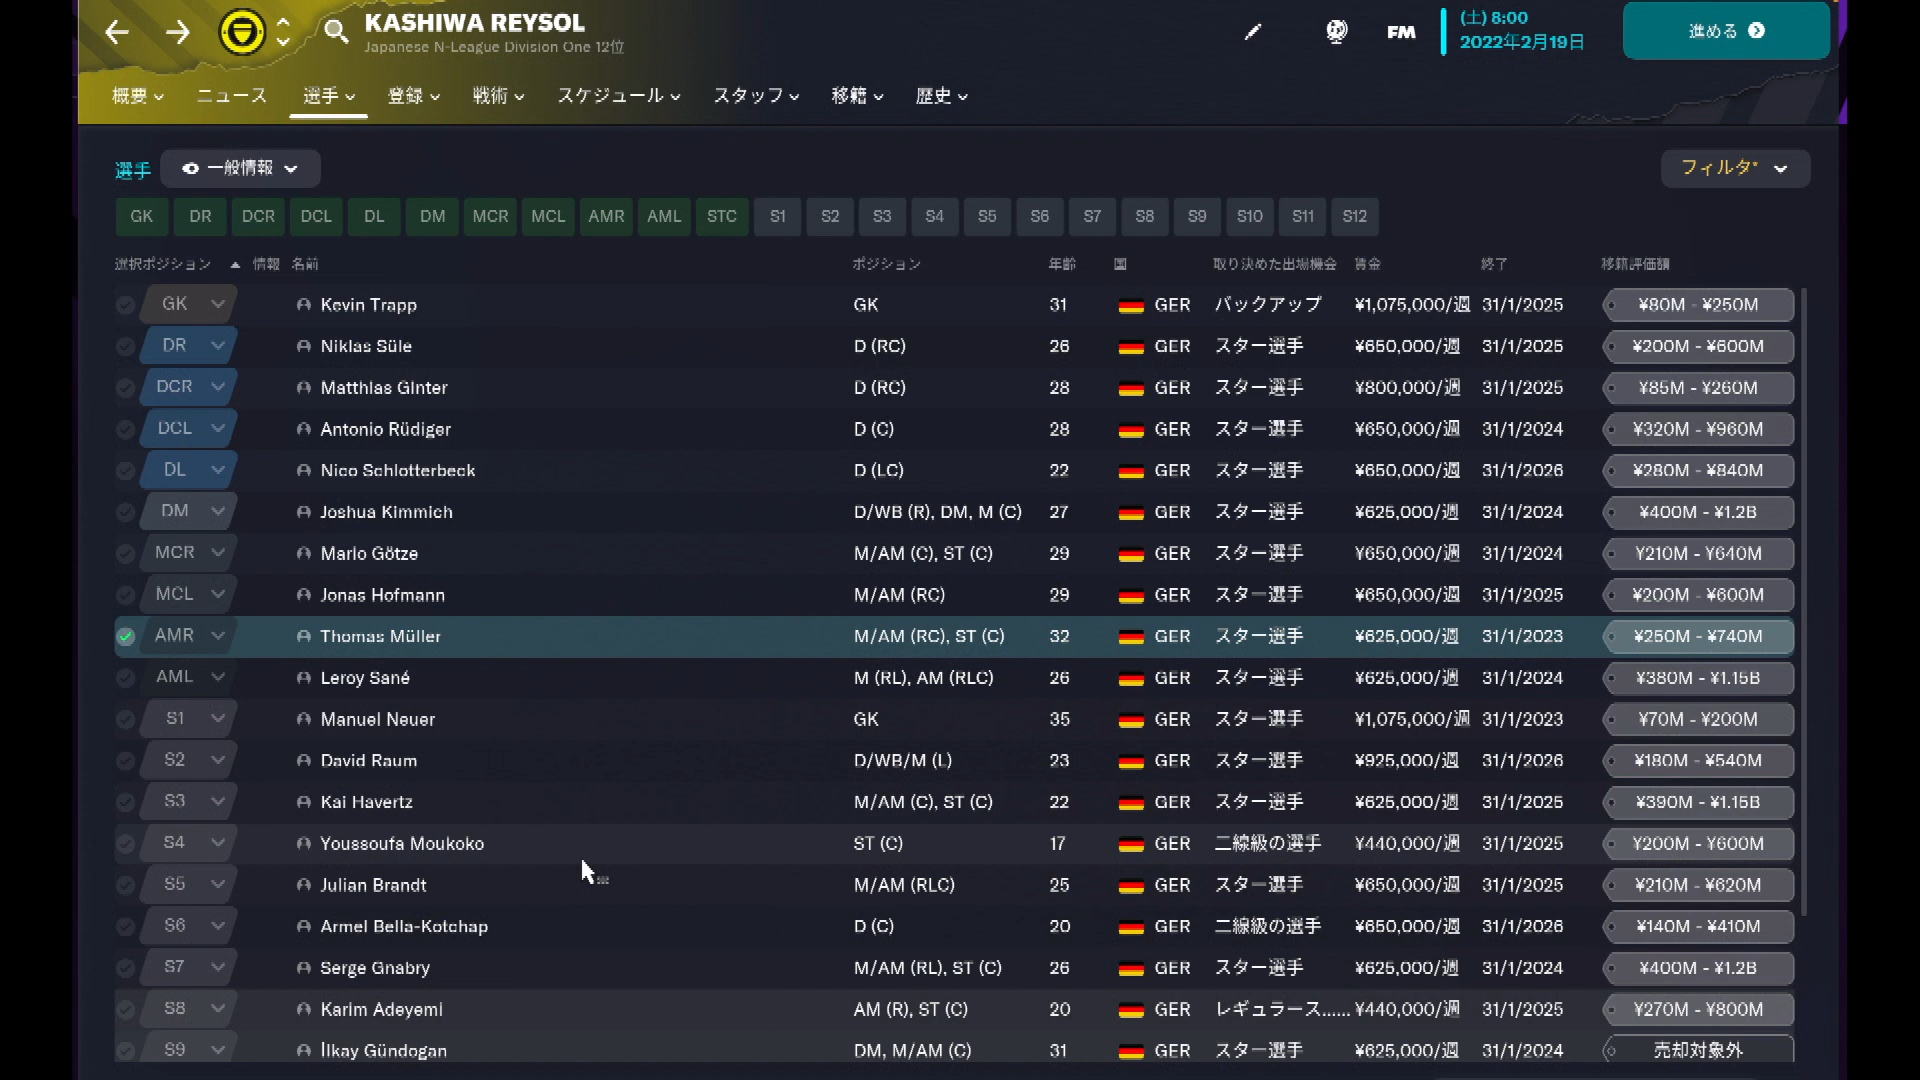 KASHIWA REYSOL
Japanese N-League Division One 12位
FM
(土) 8:00
2022年2月19日
進める
概要 ニュース 選手 登録 戦術 スケジュール スタッフ 移籍 歴史
選手 一般情報 フィルタ*
GK DR DCR DCL DL DM MCR MCL AMR AML STC S1 S2 S3 S4 S5 S6 S7 S8 S9 S10 S11 S12
選択ポジション 情報 名前 ポジション 年齢 国 取り決めた出場機会 賃金 終了 移籍評価額
GK Kevin Trapp GK 31 GER バックアップ ¥1,075,000/週 31/1/2025 ¥80M - ¥250M
DR Niklas Süle D (RC) 26 GER スター選手 ¥650,000/週 31/1/2025 ¥200M - ¥600M
DCR Matthias Ginter D (RC) 28 GER スター選手 ¥800,000/週 31/1/2025 ¥85M - ¥260M
DCL Antonio Rüdiger D (C) 28 GER スター選手 ¥650,000/週 31/1/2024 ¥320M - ¥960M
DL Nico Schlotterbeck D (LC) 22 GER スター選手 ¥650,000/週 31/1/2026 ¥280M - ¥840M
DM Joshua Kimmich D/WB (R), DM, M (C) 27 GER スター選手 ¥625,000/週 31/1/2024 ¥400M - ¥1.2B
MCR Mario Götze M/AM (C), ST (C) 29 GER スター選手 ¥650,000/週 31/1/2024 ¥210M - ¥640M
MCL Jonas Hofmann M/AM (RC) 29 GER スター選手 ¥650,000/週 31/1/2025 ¥200M - ¥600M
AMR Thomas Müller M/AM (RC), ST (C) 32 GER スター選手 ¥625,000/週 31/1/2023 ¥250M - ¥740M
AML Leroy Sané M (RL), AM (RLC) 26 GER スター選手 ¥625,000/週 31/1/2024 ¥380M - ¥1.15B
S1 Manuel Neuer GK 35 GER スター選手 ¥1,075,000/週 31/1/2023 ¥70M - ¥200M
S2 David Raum D/WB/M (L) 23 GER スター選手 ¥925,000/週 31/1/2026 ¥180M - ¥540M
S3 Kai Havertz M/AM (C), ST (C) 22 GER スター選手 ¥625,000/週 31/1/2025 ¥390M - ¥1.15B
S4 Youssoufa Moukoko ST (C) 17 GER 二線級の選手 ¥440,000/週 31/1/2025 ¥200M - ¥600M
S5 Julian Brandt M/AM (RLC) 25 GER スター選手 ¥650,000/週 31/1/2025 ¥210M - ¥620M
S6 Armel Bella-Kotchap D (C) 20 GER 二線級の選手 ¥650,000/週 31/1/2026 ¥140M - ¥410M
S7 Serge Gnabry M/AM (RL), ST (C) 26 GER スター選手 ¥625,000/週 31/1/2024 ¥400M - ¥1.2B
S8 Karim Adeyemi AM (R), ST (C) 20 GER レギュラース...... ¥440,000/週 31/1/2025 ¥270M - ¥800M
S9 İlkay Gündogan DM, M/AM (C) 31 GER スター選手 ¥625,000/週 31/1/2024 売却対象外